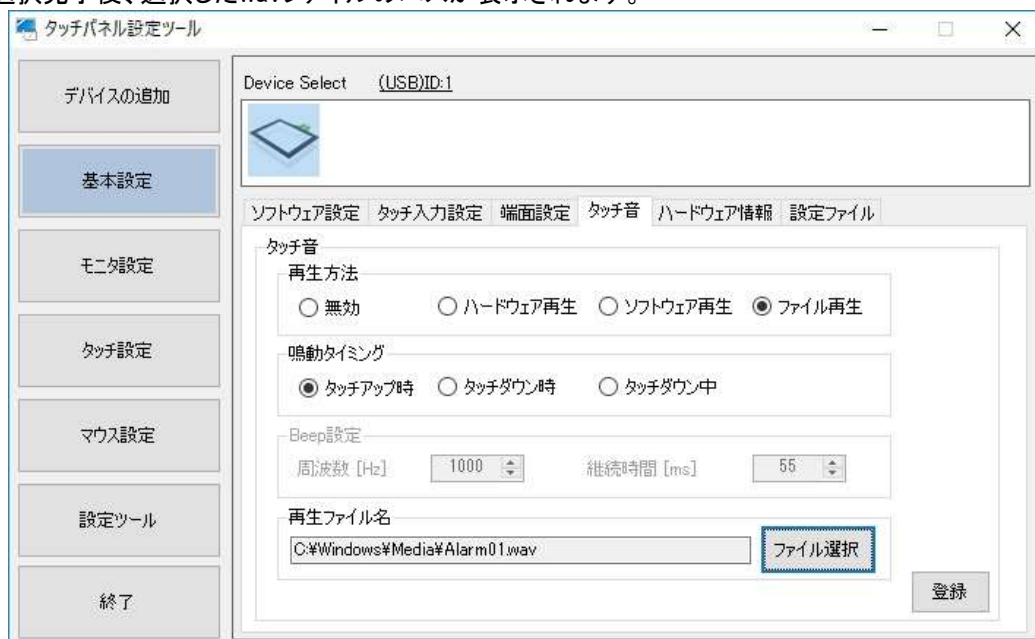 選択完了後、選択したwavファイルのパスが表示されます。
タッチパネル設定ツール
デバイスの追加
基本設定
モニタ設定
タッチ設定
マウス設定
設定ツール
終了
Device Select (USB)ID:1
ソフトウェア設定 タッチ入力設定 端面設定 タッチ音 ハードウェア情報 設定ファイル
タッチ音
再生方法
無効 ハードウェア再生 ソフトウェア再生 ファイル再生
鳴動タイミング
タッチアップ時 タッチダウン時 タッチダウン中
Beep設定
周波数 [Hz] 1000 継続時間 [ms] 55
再生ファイル名
C:¥Windows¥Media¥Alarm01.wav ファイル選択
登録